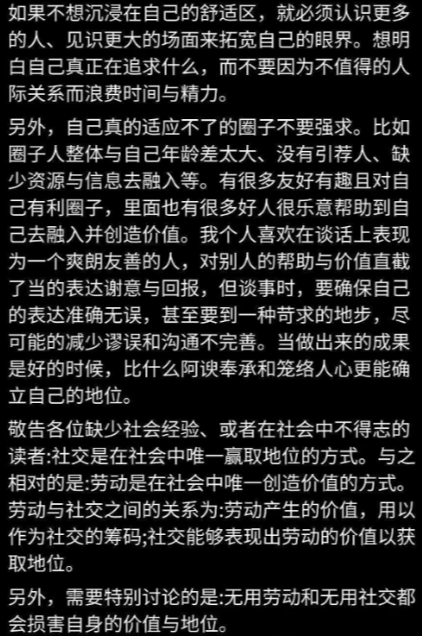 如果不想沉浸在自己的舒适区，就必须认识更多
的人、见识更大的场面来拓宽自己的眼界。想明
白自己真正在追求什么，而不要因为不值得的人
际关系而浪费时间与精力。
另外，自己真的适应不了的圈子不要强求。比如
圈子人整体与自己年龄差太大、没有引荐人、缺
少资源与信息去融入等。有很多友好有趣且对自
己有利圈子，里面也有很多好人很乐意帮助到自
己去融入并创造价值。我个人喜欢在谈话上表现
为一个爽朗友善的人，对别人的帮助与价值直截
了当的表达谢意与回报，但谈事时，要确保自己
的表达准确无误，甚至要到一种苛求的地步，尽
可能的减少谬误和沟通不完善。当做出来的成果
是好的时候，比什么阿谀奉承和笼络人心更能确
立自己的地位。
敬告各位缺少社会经验、或者在社会中不得志的
读者:社交是在社会中唯一赢取地位的方式。与之
相对的是:劳动是在社会中唯一创造价值的方式。
劳动与社交之间的关系为:劳动产生的价值，用以
作为社交的筹码;社交能够表现出劳动的价值以获
取地位。
另外，需要特别讨论的是:无用劳动和无用社交都
会损害自身的价值与地位。